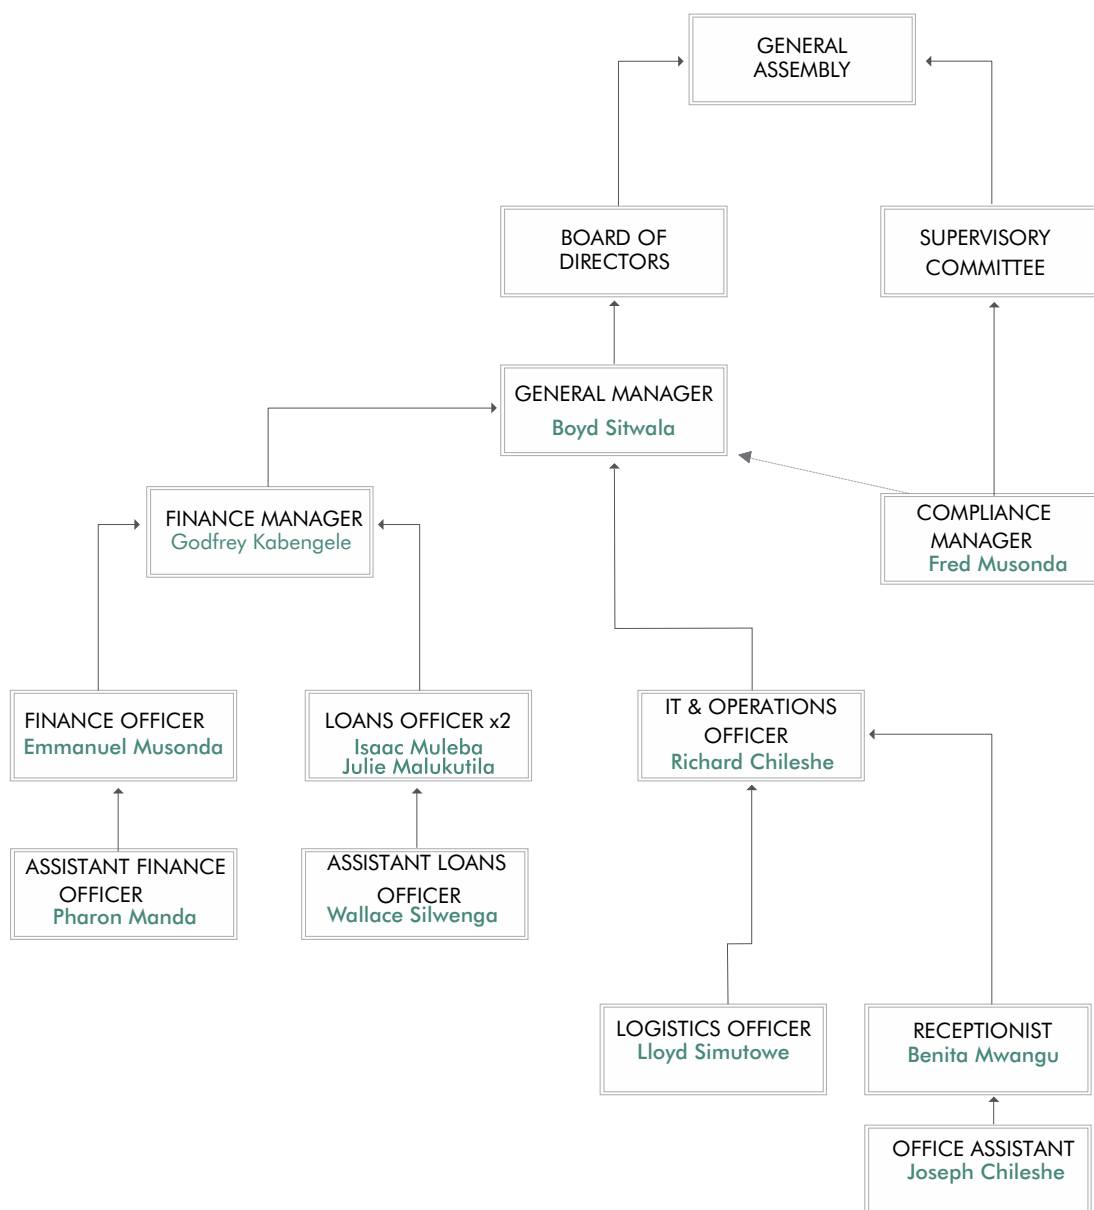 GENERAL
ASSEMBLY
BOARD OF
DIRECTORS
SUPERVISORY
COMMITTEE
GENERAL MANAGER
Boyd Sitwala
FINANCE MANAGER
Godfrey Kabengele
COMPLIANCE
MANAGER
Fred Musonda
FINANCE OFFICER
Emmanuel Musonda
LOANS OFFICER x2
Isaac Muleba
Julie Malukutila
IT & OPERATIONS
OFFICER
Richard Chileshe
ASSISTANT FINANCE
OFFICER
Pharon Manda
ASSISTANT LOANS
OFFICER
Wallace Silwenga
LOGISTICS OFFICER
Lloyd Simutowe
RECEPTIONIST
Benita Mwangu
OFFICE ASSISTANT
Joseph Chileshe